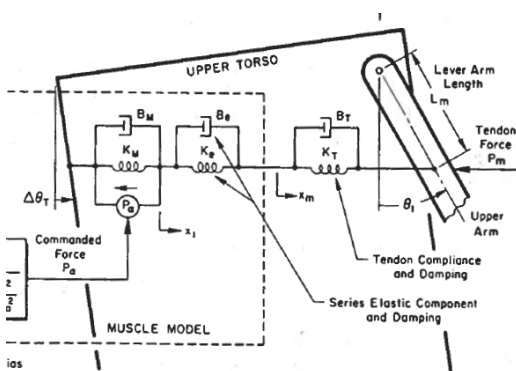 UPPER TORSO
Lever Arm
Length
Lm
Tendon
Force
Pm
BM
KM
Be
Ke
BT
KT
Pa
x1
xm
ΔθT
θ1
Upper
Arm
Commanded
Force
Pa
Tendon Compliance
and Damping
Series Elastic Component
and Damping
MUSCLE MODEL
ias